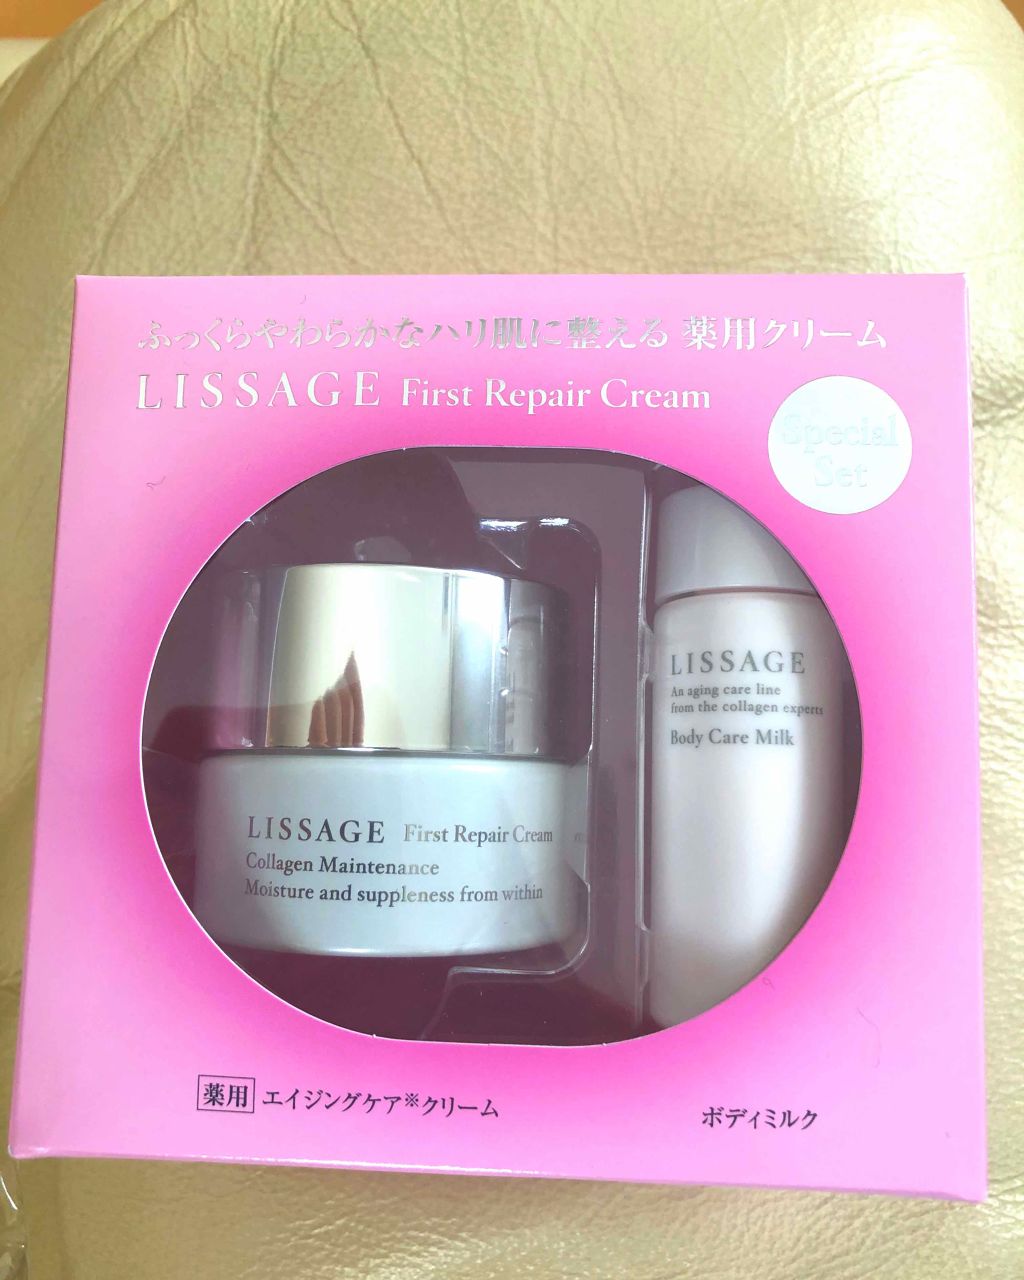 ふっくらやわらかなハリ肌に整える 薬用クリーム
LISSAGE First Repair Cream
Special
Set
LISSAGE
An aging care line
from the collagen experts
Body Care Milk
LISSAGE First Repair Cream
Collagen Maintenance
Moisture and suppleness from within
薬用 エイジングケア※クリーム
ボディミルク